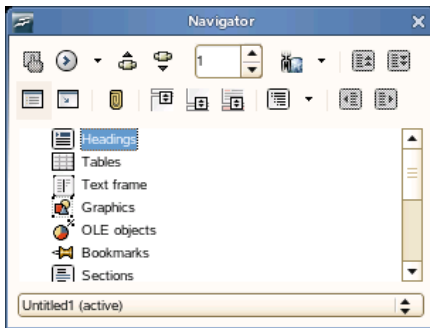 Navigator
1
Headings
Tables
Text frame
Graphics
OLE objects
Bookmarks
Sections
Untitled1 (active)